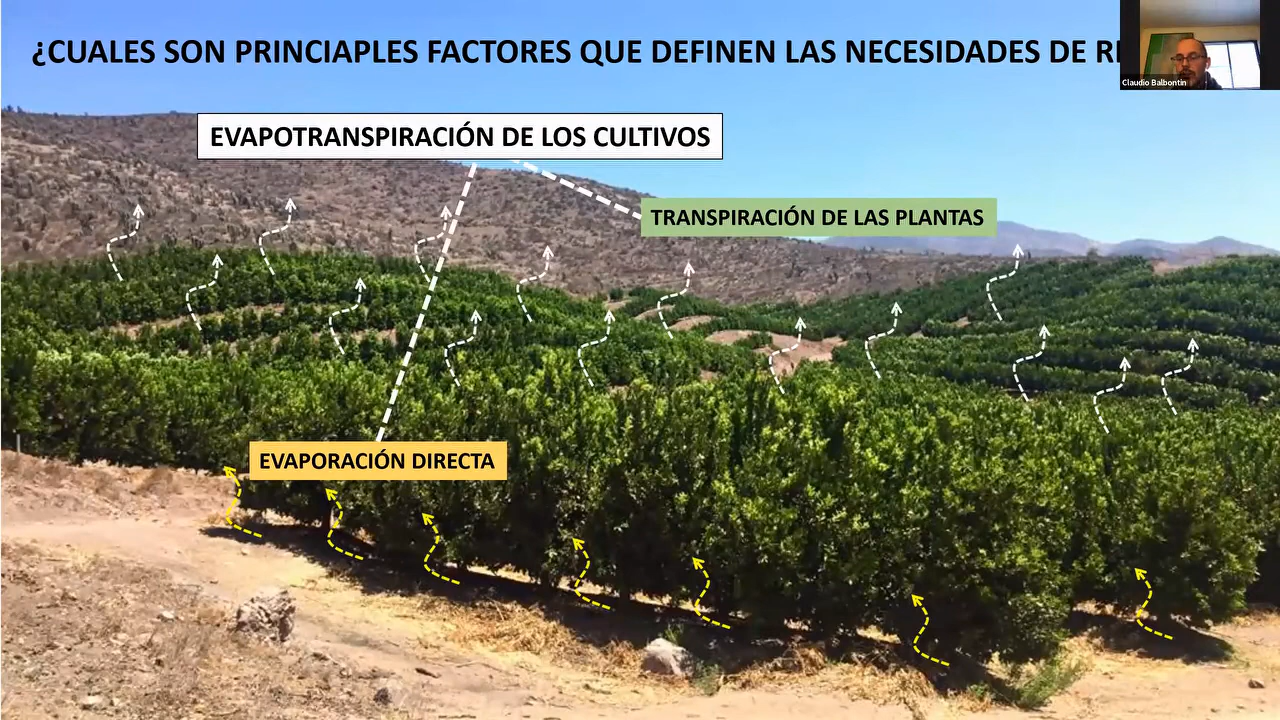 ¿CUALES SON PRINCIAPLES FACTORES QUE DEFINEN LAS NECESIDADES DE
Claudio Balbontin
EVAPOTRANSPIRACIÓN DE LOS CULTIVOS
TRANSPIRACIÓN DE LAS PLANTAS
EVAPORACIÓN DIRECTA